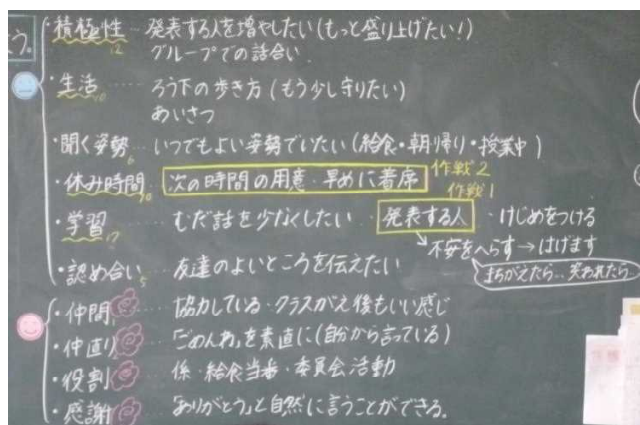 う。
・積極性…発表する人を増やしたい(もっと盛り上げたい!)
12
グループでの話合い
・生活……ろう下の歩き方(もう少し守りたい)
10
あいさつ
・聞く姿勢…いつでもよい姿勢でいたい(給食・朝帰り・授業中)
6
・休み時間…次の時間の用意・早めに着席 作戦2
10
作戦1
・学習……むだ話を少なくしたい・発表する人・けじめをつける
17
不安をへらす→はげます
まちがえたら…笑われたら
・認め合い…友達のよいところを伝えたい
5
・仲間…協力している・クラスがえ後もいい感じ
・仲直り…「ごめんね」を素直に(自分から言っている)
・役割…係・給食当番・委員会活動
・感謝…「ありがとう」と自然に言うことができる。